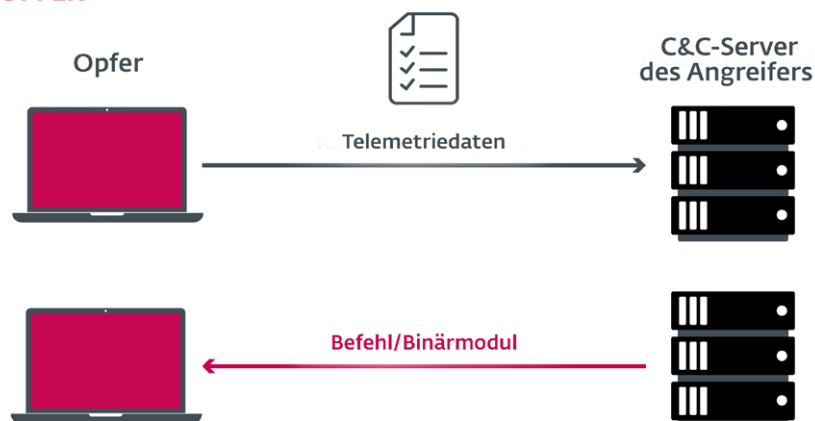 Opfer
C&C-Server
des Angreifers
Telemetriedaten
Befehl/Binärmodul